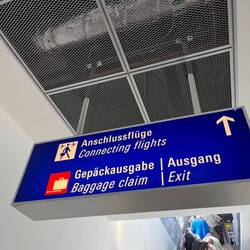 Anschlussflüge
Connecting flights
Gepäckausgabe | Ausgang
Baggage claim | Exit